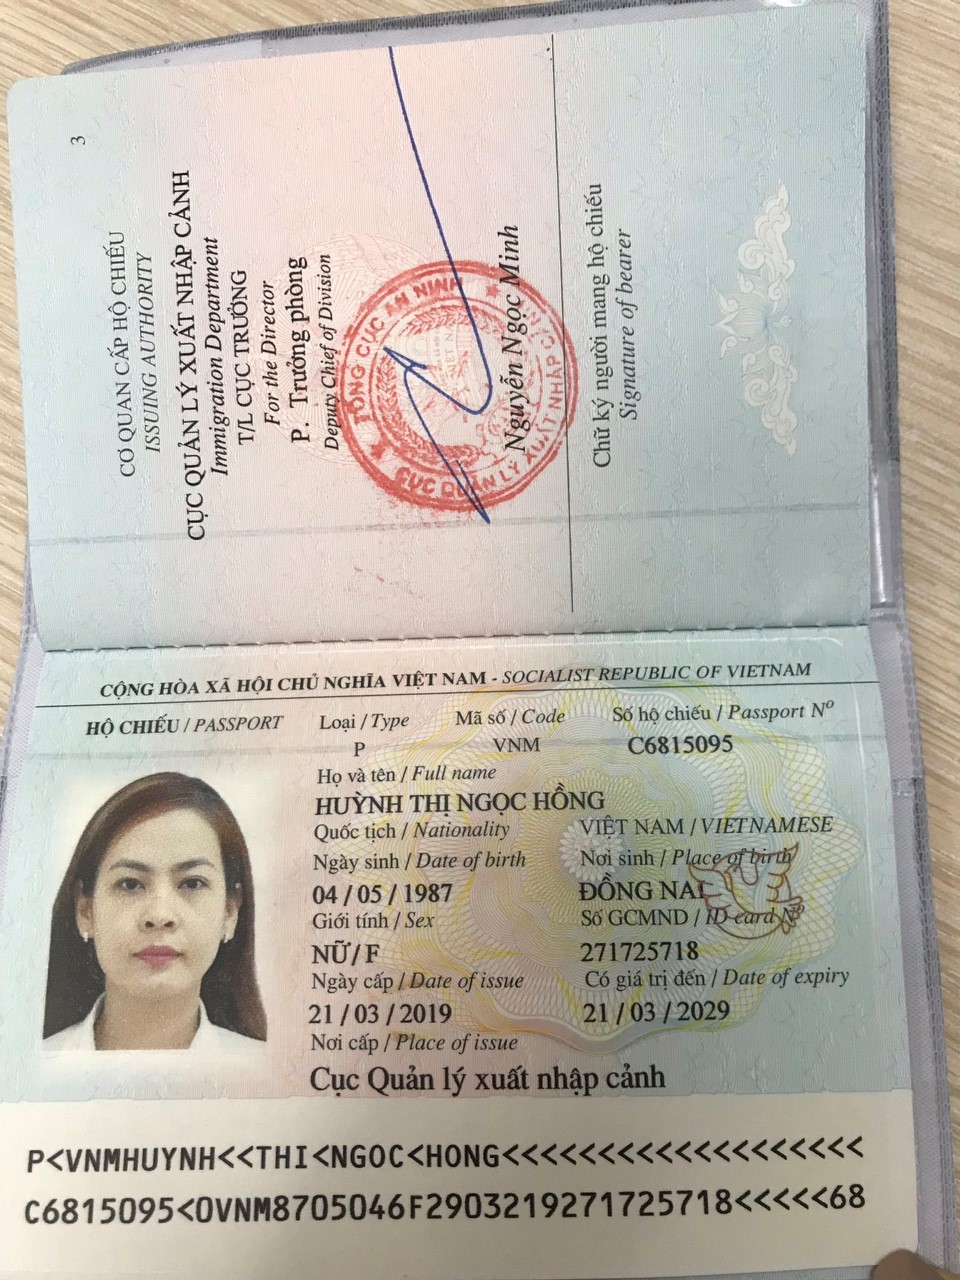 3
CƠ QUAN CẤP HỘ CHIẾU
ISSUING AUTHORITY
CỤC QUẢN LÝ XUẤT NHẬP CẢNH
Immigration Department
T/L CỤC TRƯỞNG
For the Director
P. Trưởng phòng
Deputy Chief of Division
TỔNG CỤC AN NINH
CỤC QUẢN LÝ XUẤT NHẬP CẢNH
Nguyễn Ngọc Minh
Chữ ký người mang hộ chiếu
Signature of bearer
CỘNG HÒA XÃ HỘI CHỦ NGHĨA VIỆT NAM - SOCIALIST REPUBLIC OF VIETNAM
HỘ CHIẾU / PASSPORT Loại / Type Mã số / Code Số hộ chiếu / Passport Nº
P VNM C6815095
Họ và tên / Full name
HUỲNH THỊ NGỌC HỒNG
Quốc tịch / Nationality VIỆT NAM / VIETNAMESE
Ngày sinh / Date of birth Nơi sinh / Place of birth
04 / 05 / 1987 ĐỒNG NAI
Giới tính / Sex Số GCMND / ID card Nº
NỮ / F 271725718
Ngày cấp / Date of issue Có giá trị đến / Date of expiry
21 / 03 / 2019 21 / 03 / 2029
Nơi cấp / Place of issue
Cục Quản lý xuất nhập cảnh
P<VNMHUYNH<<THI<NGOC<HONG<<<<<<<<<<<<<<<<<<<
C6815095<0VNM8705046F2903219271725718<<<<<68